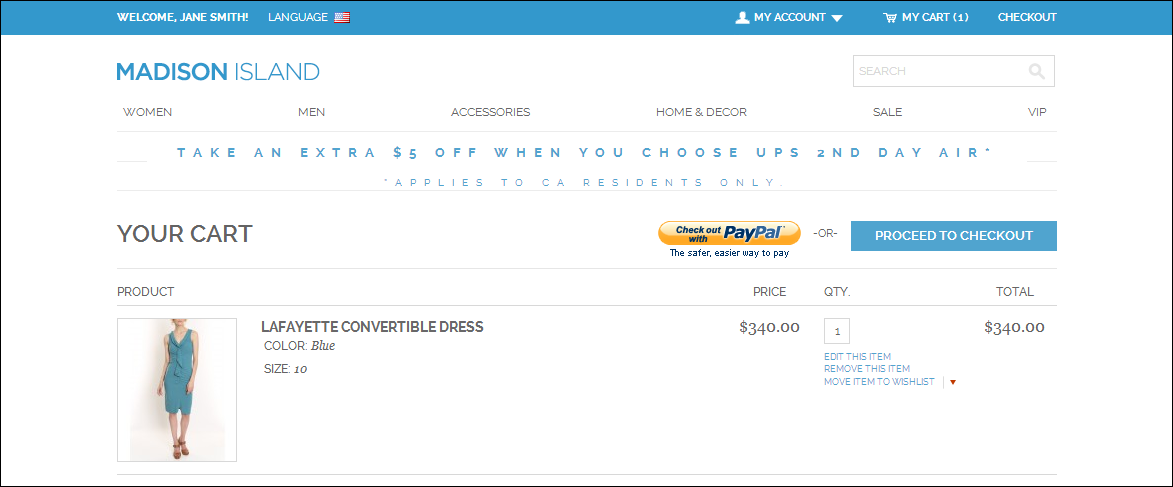 WELCOME, JANE SMITH! LANGUAGE MY ACCOUNT MY CART (1) CHECKOUT
MADISON ISLAND SEARCH
WOMEN MEN ACCESSORIES HOME & DECOR SALE VIP
TAKE AN EXTRA $5 OFF WHEN YOU CHOOSE UPS 2ND DAY AIR*
*APPLIES TO CA RESIDENTS ONLY.
YOUR CART Check out with PayPal -OR- PROCEED TO CHECKOUT
The safer, easier way to pay
PRODUCT PRICE QTY. TOTAL
LAFAYETTE CONVERTIBLE DRESS $340.00 1 $340.00
COLOR: Blue
SIZE: 10
EDIT THIS ITEM
REMOVE THIS ITEM
MOVE ITEM TO WISHLIST